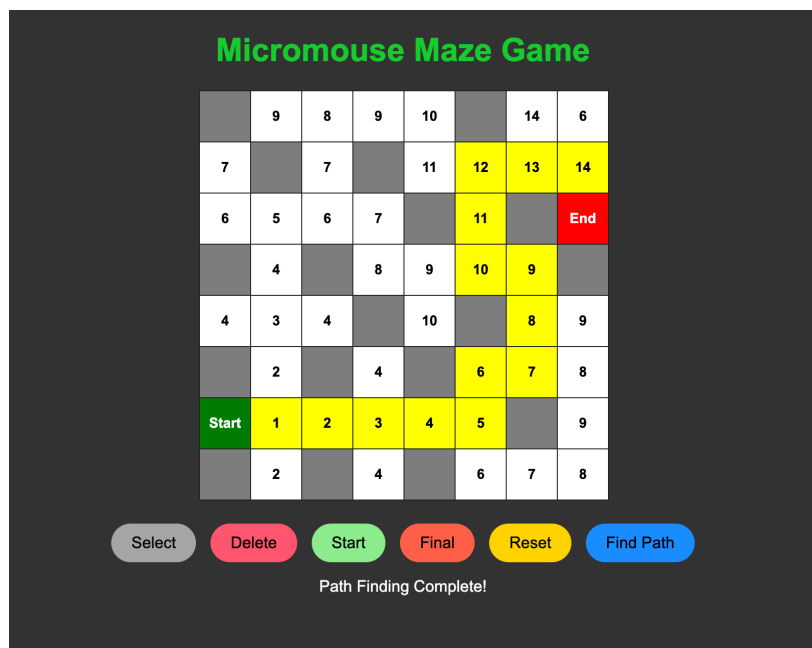 Micromouse Maze Game
9 8 9 10 14 6
7 7 11 12 13 14
6 5 6 7 11 End
4 8 9 10 9
4 3 4 10 8 9
2 4 6 7 8
Start 1 2 3 4 5 9
2 4 6 7 8
Select Delete Start Final Reset Find Path
Path Finding Complete!